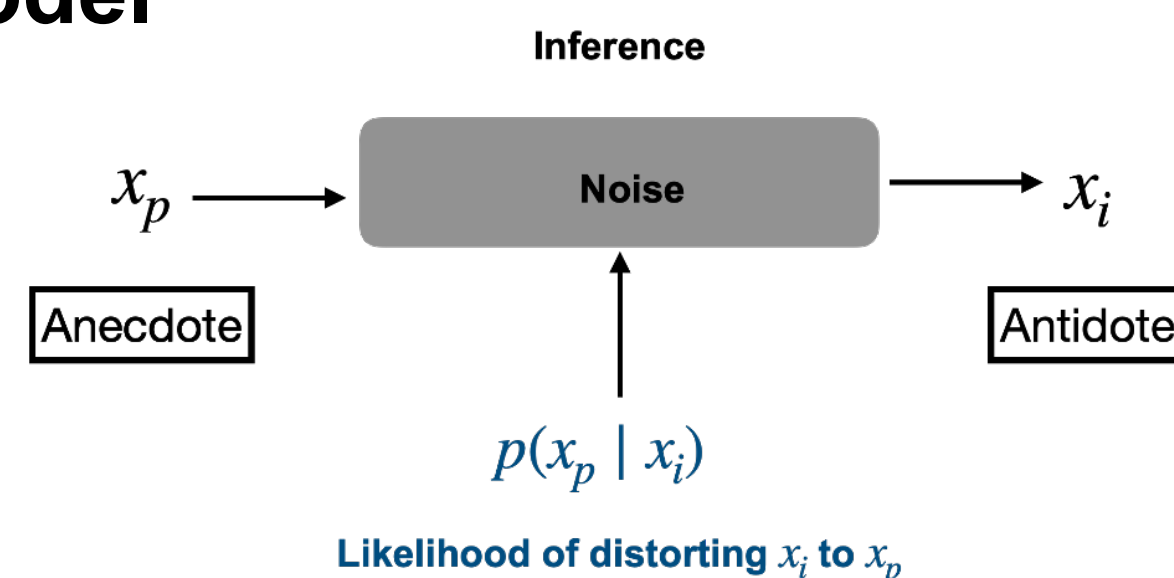 Inference
x_p
Noise
x_i
Anecdote
Antidote
p(x_p | x_i)
Likelihood of distorting x_i to x_p